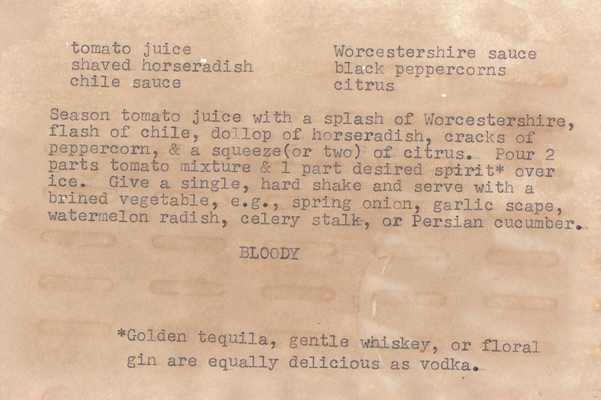 tomato juice
shaved horseradish
chile sauce
Worcestershire sauce
black peppercorns
citrus
Season tomato juice with a splash of Worcestershire,
flash of chile, dollop of horseradish, cracks of
peppercorn, & a squeeze(or two) of citrus. Pour 2
parts tomato mixture & 1 part desired spirit* over
ice. Give a single, hard shake and serve with a
brined vegetable, e.g., spring onion, garlic scape,
watermelon radish, celery stalk, or Persian cucumber.
BLOODY
*Golden tequila, gentle whiskey, or floral
gin are equally delicious as vodka.